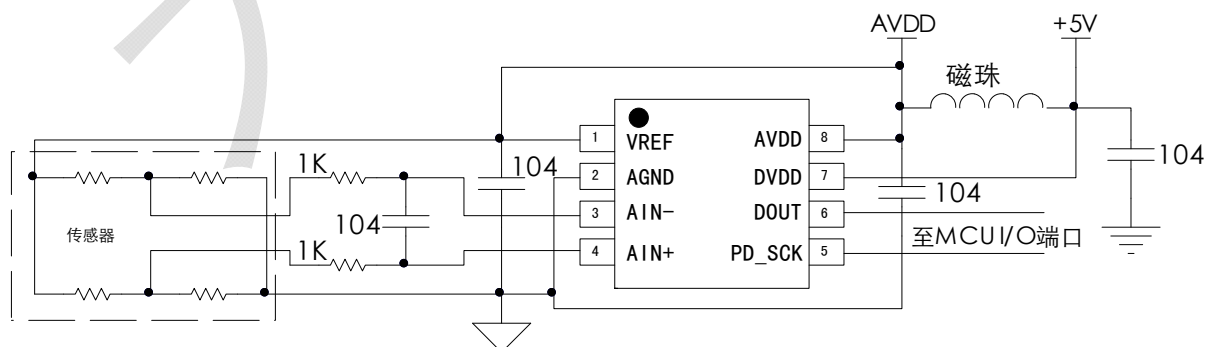 AVDD
+5V
磁珠
1 VREF AVDD 8
2 AGND DVDD 7
3 AIN- DOUT 6
4 AIN+ PD_SCK 5
1K
104
104
1K
104
104
传感器
至MCUI/O端口
104